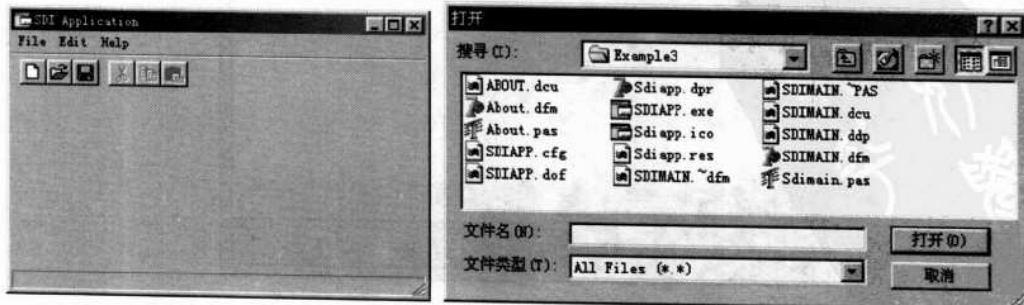 SDI Application
File Edit Help
打开
搜寻(I):
Example3
ABOUT.dcu
About.dfm
About.pas
SDIAPP.cfg
SDIAPP.dof
Sdiapp.dpr
SDIAPP.exe
Sdiapp.ico
Sdiapp.res
SDIMAIN.~dfm
SDIMAIN.~PAS
SDIMAIN.dcu
SDIMAIN.ddp
SDIMAIN.dfm
Sdimain.pas
文件名(N):
打开(O)
文件类型(T):
All Files (*.*)
取消